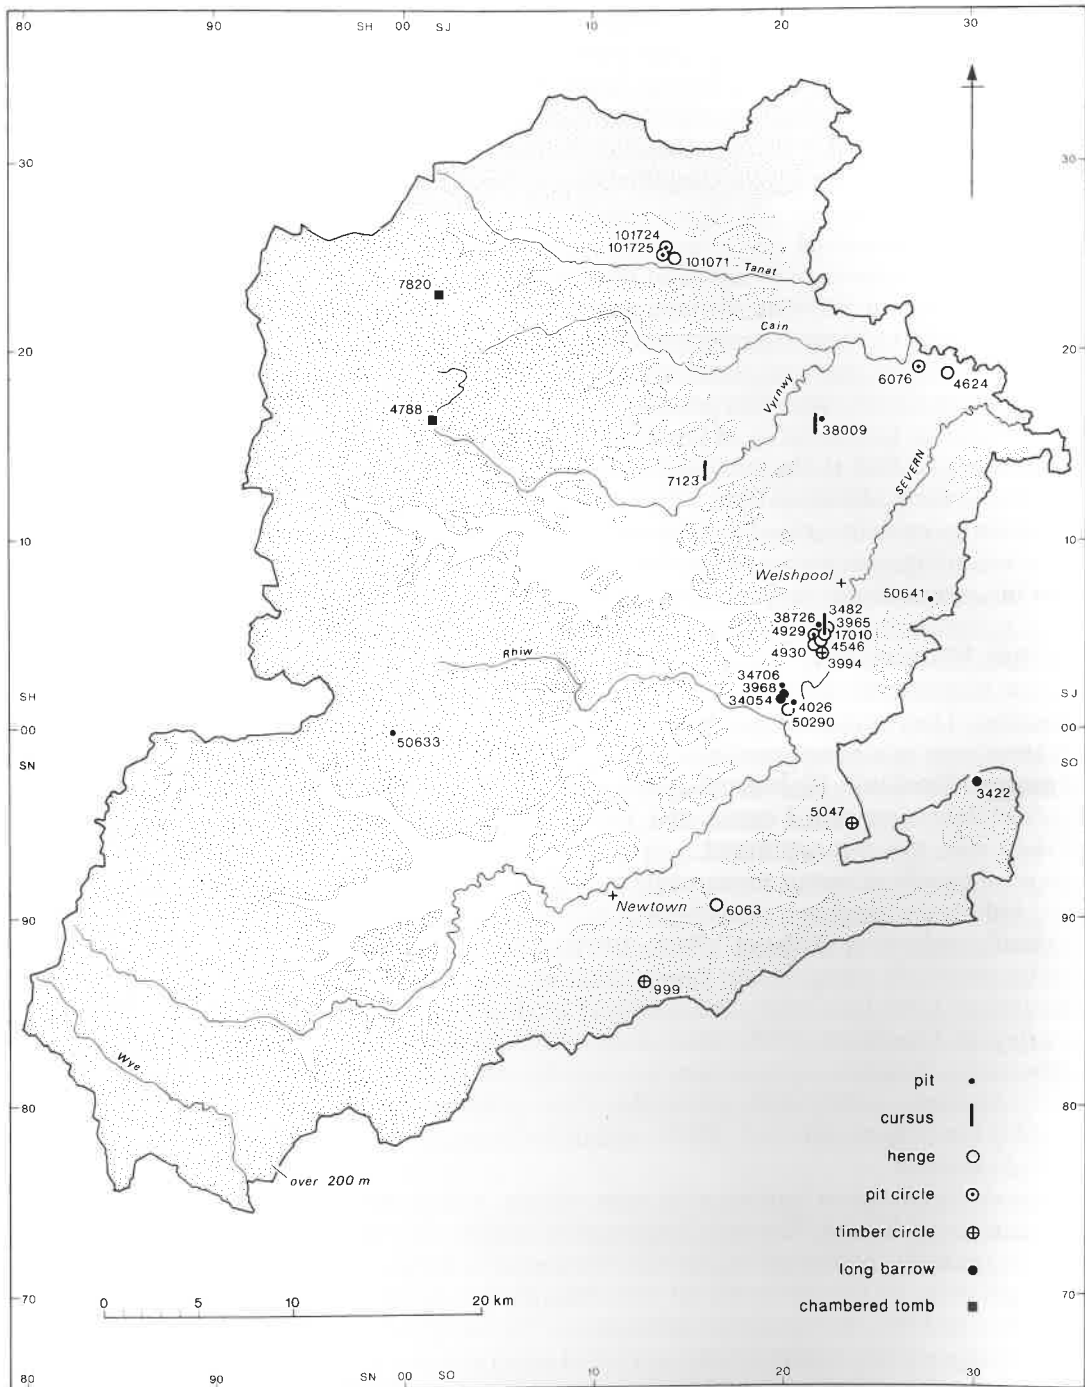 80 90 SH 00 SJ 10 20 30
30 30
101724
101725
101071
Tanat
7820
Cain
20 20
6076
4624
4788
Vyrnwy
38009
7123
SEVERN
10 10
Welshpool
50641
3482
38726
3965
4929
17010
4546
4930
3994
Rhiw
34706
3968
34054
4026
50290
SH SJ
00 00
SN SO
50633
3422
5047
Newtown
6063
90 90
999
Wye
pit
80 80
cursus
henge
over 200 m
pit circle
timber circle
long barrow
70 70
0 5 10 20 km
chambered tomb
80 90 SN 00 SO 10 20 30